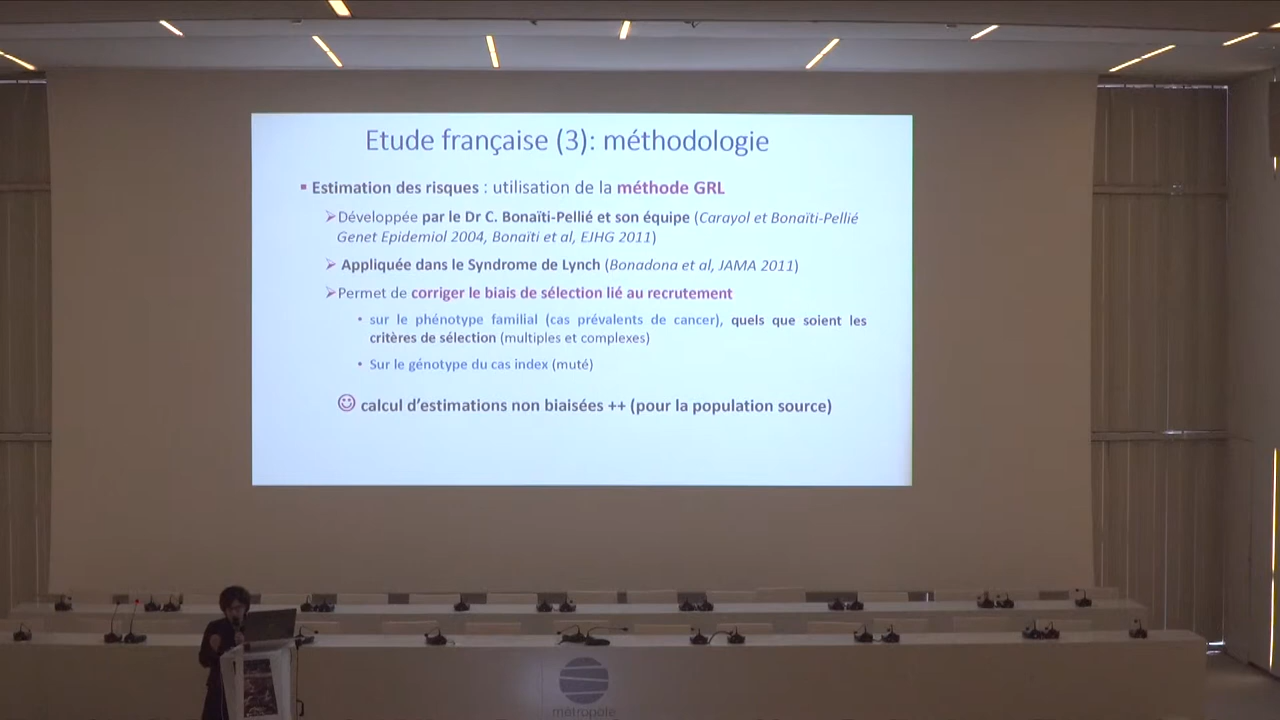 Etude française (3): méthodologie
▪ Estimation des risques : utilisation de la méthode GRL
➢Développée par le Dr C. Bonaïti-Pellié et son équipe (Carayol et Bonaïti-Pellié
Genet Epidemiol 2004, Bonaïti et al, EJHG 2011)
➢ Appliquée dans le Syndrome de Lynch (Bonadona et al, JAMA 2011)
➢Permet de corriger le biais de sélection lié au recrutement
• sur le phénotype familial (cas prévalents de cancer), quels que soient les
critères de sélection (multiples et complexes)
• Sur le génotype du cas index (muté)
☺ calcul d’estimations non biaisées ++ (pour la population source)
métropole